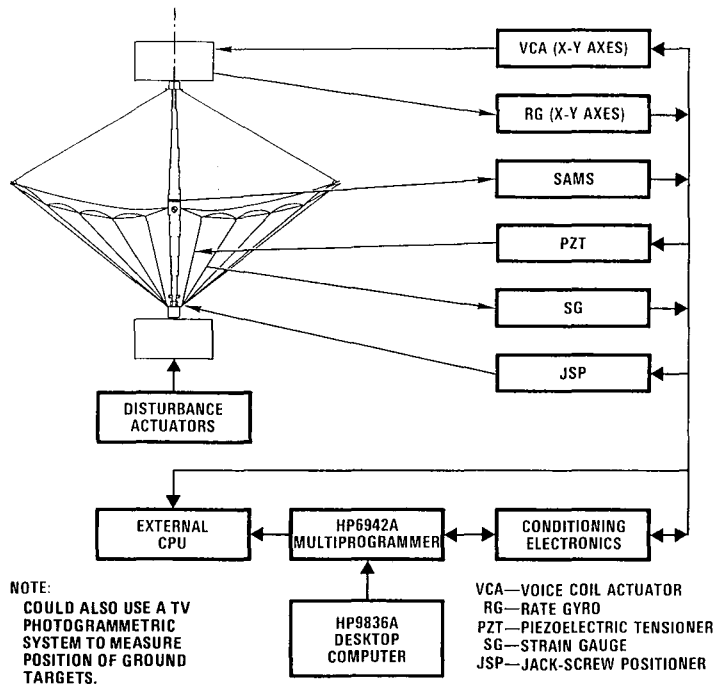 VCA (X-Y AXES)
RG (X-Y AXES)
SAMS
PZT
SG
JSP
DISTURBANCE
ACTUATORS
EXTERNAL
CPU
HP6942A
MULTIPROGRAMMER
CONDITIONING
ELECTRONICS
HP9836A
DESKTOP
COMPUTER
NOTE:
COULD ALSO USE A TV
PHOTOGRAMMETRIC
SYSTEM TO MEASURE
POSITION OF GROUND
TARGETS.
VCA—VOICE COIL ACTUATOR
RG—RATE GYRO
PZT—PIEZOELECTRIC TENSIONER
SG—STRAIN GAUGE
JSP—JACK-SCREW POSITIONER